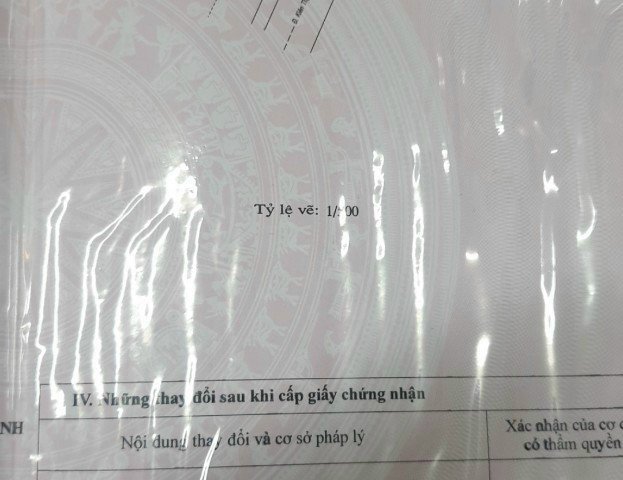 Tỷ lệ vẽ:
IV. Những thay đổi sau khi cấp giấy chứng nhận
NH
Nội dung thay đổi và cơ sở pháp lý
Xác nhận của cơ
có thẩm quyền